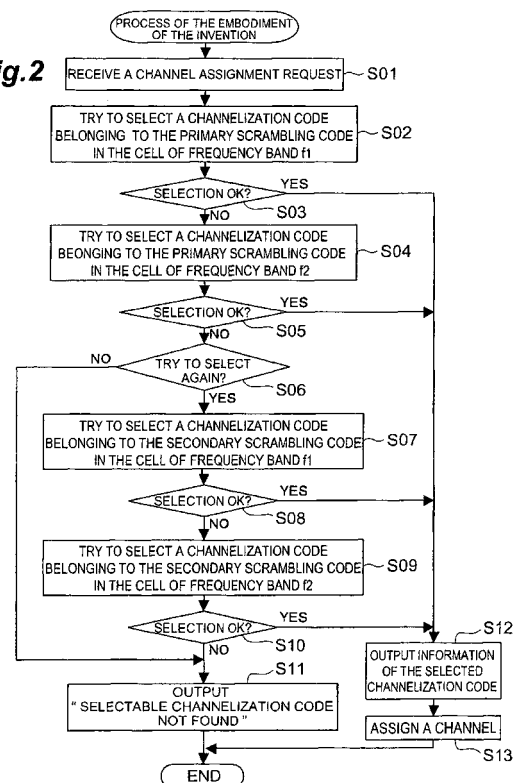 PROCESS OF THE EMBODIMENT
OF THE INVENTION
ig.2
RECEIVE A CHANNEL ASSIGNMENT REQUEST
S01
TRY TO SELECT A CHANNELIZATION CODE
BELONGING TO THE PRIMARY SCRAMBLING CODE
IN THE CELL OF FREQUENCY BAND f1
S02
SELECTION OK?
YES
S03
NO
TRY TO SELECT A CHANNELIZATION CODE
BEONGING TO THE PRIMARY SCRAMBLING CODE
IN THE CELL OF FREQUENCY BAND f2
S04
SELECTION OK?
YES
S05
NO
NO
TRY TO SELECT
AGAIN?
S06
YES
TRY TO SELECT A CHANNELIZATION CODE
BELONGING TO THE SECONDARY SCRAMBLING CODE
IN THE CELL OF FREQUENCY BAND f1
S07
SELECTION OK?
YES
S08
NO
TRY TO SELECT A CHANNELIZATION CODE
BELONGING TO THE SECONDARY SCRAMBLING CODE
IN THE CELL OF FREQUENCY BAND f2
S09
SELECTION OK?
YES
S10
NO
S12
OUTPUT INFORMATION
OF THE SELECTED
CHANNELIZATION CODE
S11
OUTPUT
" SELECTABLE CHANNELIZATION CODE
NOT FOUND "
ASSIGN A CHANNEL
S13
END